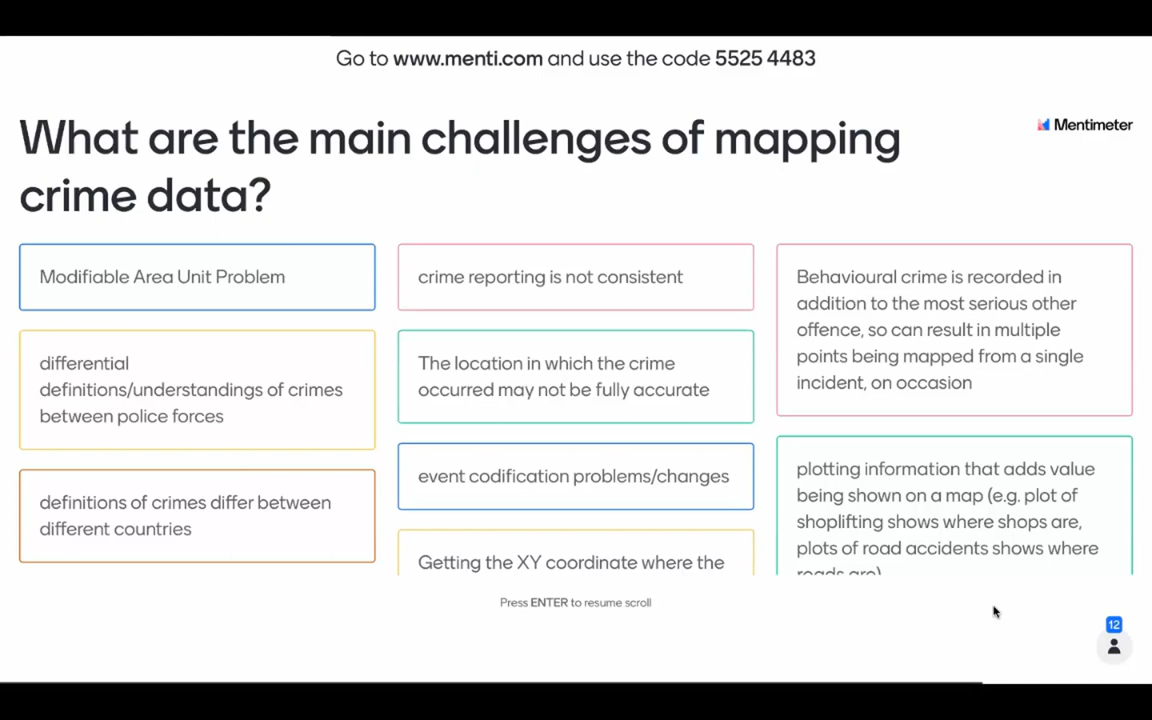 Go to www.menti.com and use the code 5525 4483
What are the main challenges of mapping
crime data?
Mentimeter
Modifiable Area Unit Problem
differential
definitions/understandings of crimes
between police forces
definitions of crimes differ between
different countries
crime reporting is not consistent
The location in which the crime
occurred may not be fully accurate
event codification problems/changes
Getting the XY coordinate where the
Behavioural crime is recorded in
addition to the most serious other
offence, so can result in multiple
points being mapped from a single
incident, on occasion
plotting information that adds value
being shown on a map (e.g. plot of
shoplifting shows where shops are,
plots of road accidents shows where
roads are)
Press ENTER to resume scroll
12